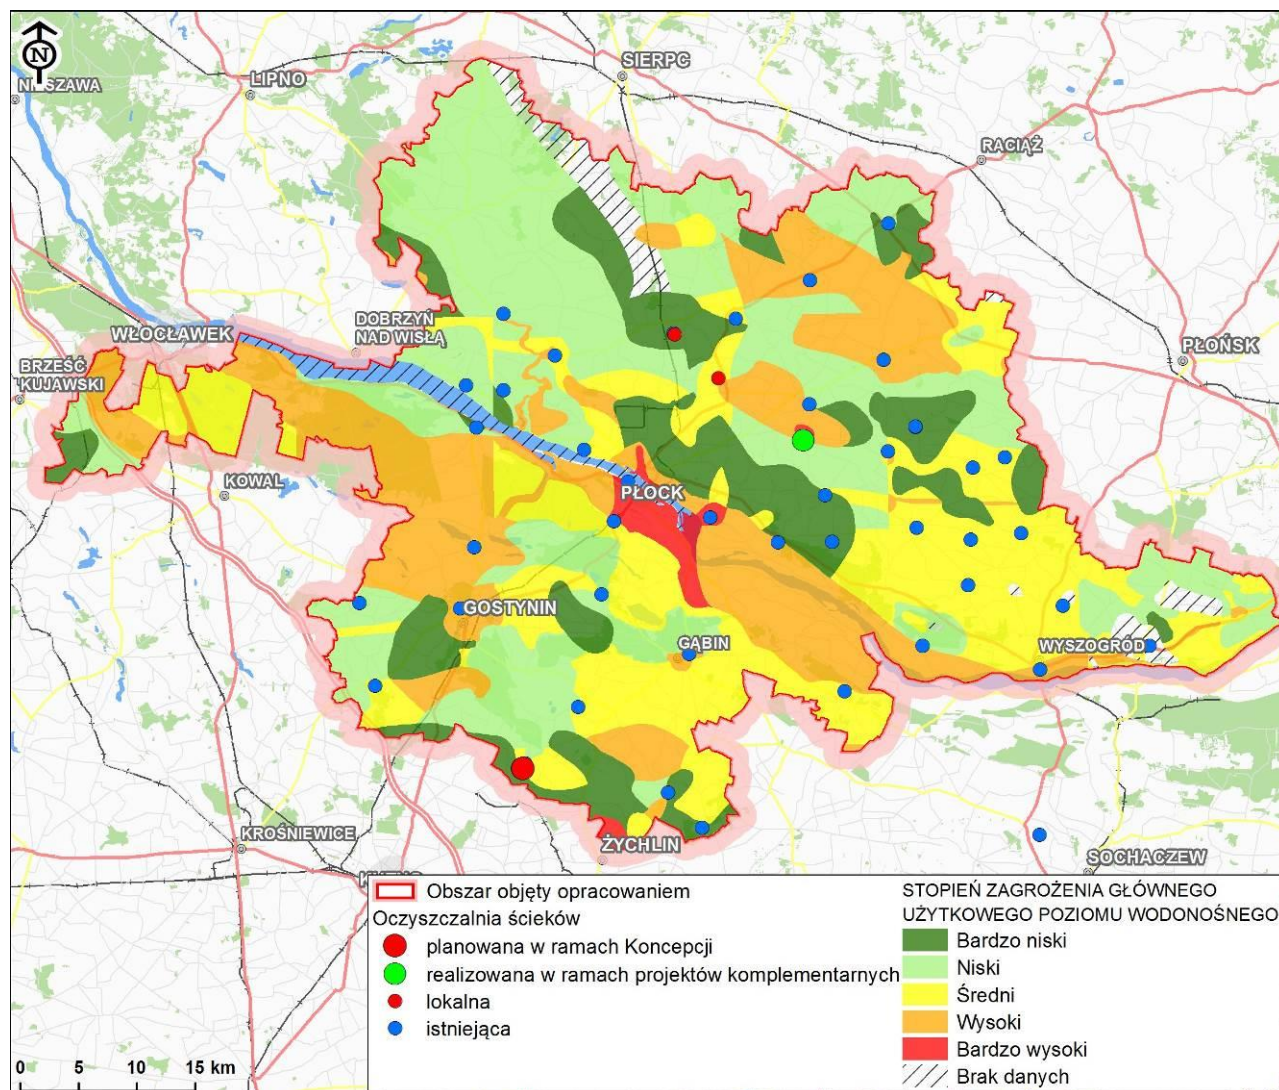 N
SIERPC
LIPNO
RACIĄŻ
WŁOCŁAWEK
DOBRZYŃ
NAD WISŁĄ
PŁOŃSK
BRZEŚĆ
KUJAWSKI
KOWAL
PŁOCK
GOSTYNIN
GĄBIN
WYSZOGRÓD
KROŚNIEWICE
ŻYCHLIN
SOCHACZEW
Obszar objęty opracowaniem
Oczyszczalnia ścieków
planowana w ramach Koncepcji
realizowana w ramach projektów komplementarnych
lokalna
istniejąca
STOPIEŃ ZAGROŻENIA GŁÓWNEGO
UŻYTKOWEGO POZIOMU WODONOŚNEGO
Bardzo niski
Niski
Średni
Wysoki
Bardzo wysoki
Brak danych
0 5 10 15 km